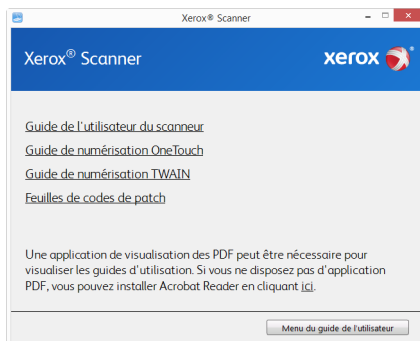 Xerox® Scanner
Xerox® Scanner
xerox
Guide de l'utilisateur du scanneur
Guide de numérisation OneTouch
Guide de numérisation TWAIN
Feuilles de codes de patch
Une application de visualisation des PDF peut être nécessaire pour
visualiser les guides d'utilisation. Si vous ne disposez pas d'application
PDF, vous pouvez installer Acrobat Reader en cliquant ici.
Menu du guide de l'utilisateur